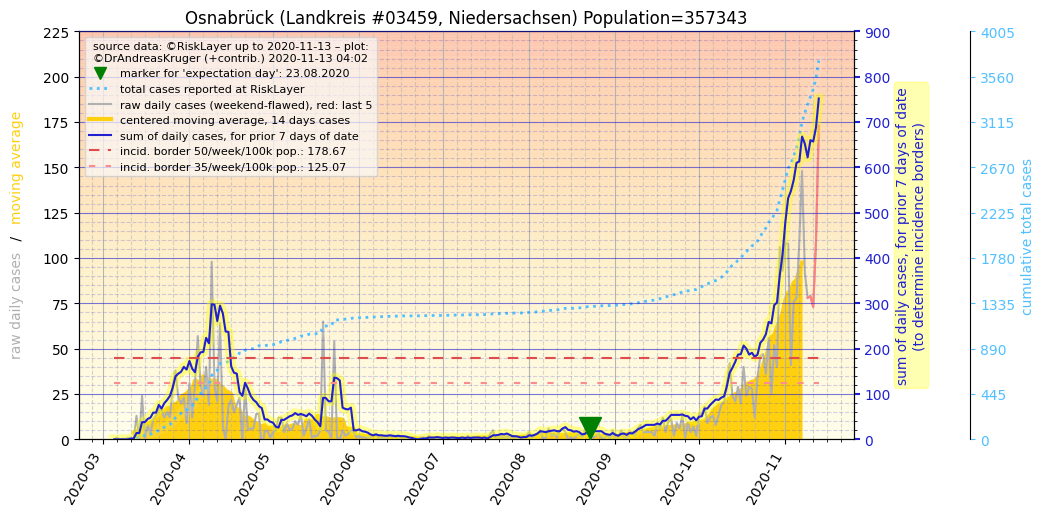 Osnabrück (Landkreis #03459, Niedersachsen) Population=357343
source data: ©RiskLayer up to 2020-11-13 – plot:
©DrAndreasKruger (+contrib.) 2020-11-13 04:02
marker for 'expectation day': 23.08.2020
total cases reported at RiskLayer
raw daily cases (weekend-flawed), red: last 5
centered moving average, 14 days cases
sum of daily cases, for prior 7 days of date
incid. border 50/week/100k pop.: 178.67
incid. border 35/week/100k pop.: 125.07
raw daily cases / moving average
225
200
175
150
125
100
75
50
25
0
2020-03
2020-04
2020-05
2020-06
2020-07
2020-08
2020-09
2020-10
2020-11
900
800
700
600
500
400
300
200
100
0
sum of daily cases, for prior 7 days of date
(to determine incidence borders)
4005
3560
3115
2670
2225
1780
1335
890
445
0
cumulative total cases